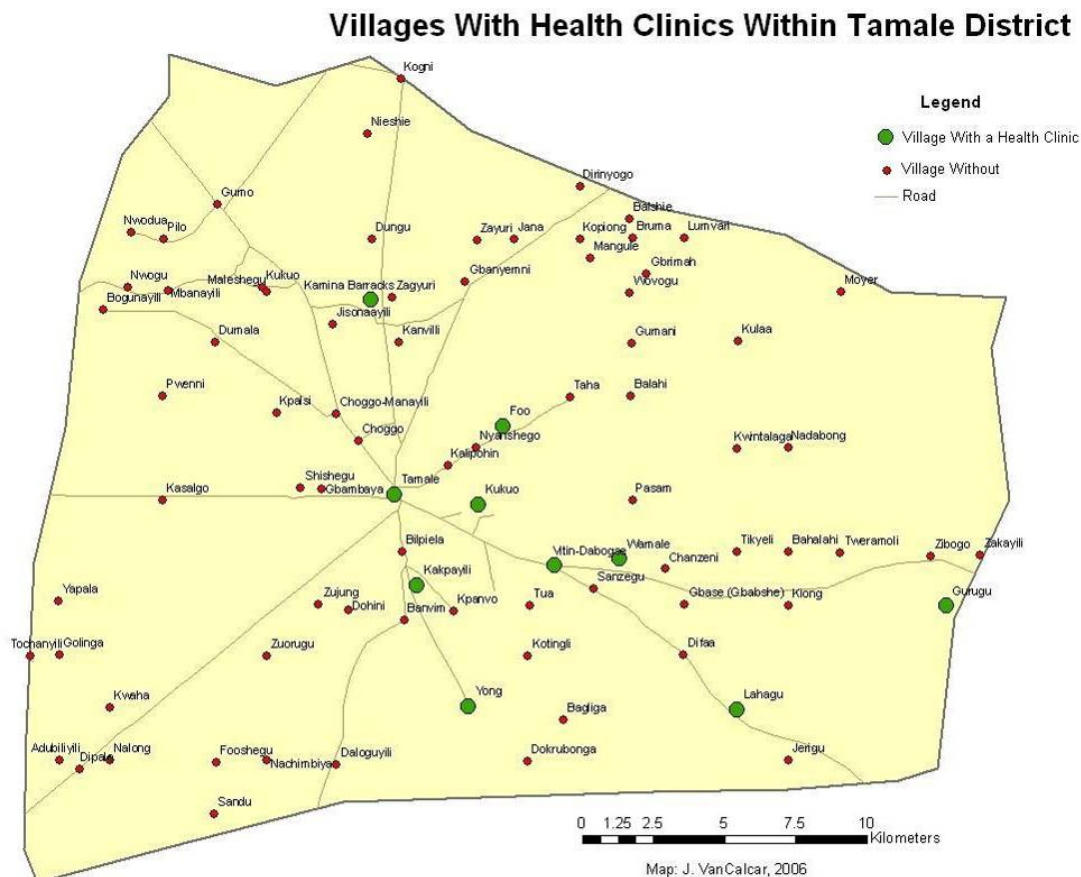 Villages With Health Clinics Within Tamale District
Legend
Village With a Health Clinic
Village Without
Road
Kogni
Nieshie
Dirinyogo
Gumo
Nwodua
Pilo
Dungu
Zayuri
Jana
Kopiong
Balshie
Bruma
Lumvari
Mangule
Gbrimah
Gbanyemni
Wovogu
Moyer
Nwogu
Mbanayili
Maleshegu
Kukuo
Kamina Barracks
Zagyuri
Bogunayili
Jisonaayili
Dumala
Kanvilli
Gumani
Kulaa
Pwenni
Kpalsi
Choggo-Manayili
Taha
Balahi
Foo
Choggo
Nyanshego
Kwintalaga
Nadabong
Kalipohin
Shishegu
Gbambaya
Tamale
Kukuo
Kasalgo
Pasam
Bilpiela
Vitin-Dabogae
Wamale
Chanzeni
Tikyeli
Bahalahi
Tweramoli
Zibogo
Zakayili
Kakpayili
Sanzegu
Yapala
Zujung
Dohini
Banvim
Kpanvo
Tua
Gbase (Gbabshe)
Klong
Gurugu
Tochanyili
Golinga
Zuorugu
Kotingli
Difaa
Kwaha
Yong
Bagliga
Lahagu
Adubiliyili
Dipale
Nalong
Fooshegu
Nachimbiya
Daloguyili
Dokrubonga
Jerigu
Sandu
0 1.25 2.5 5 7.5 10
Kilometers
Map: J. VanCalcar, 2006